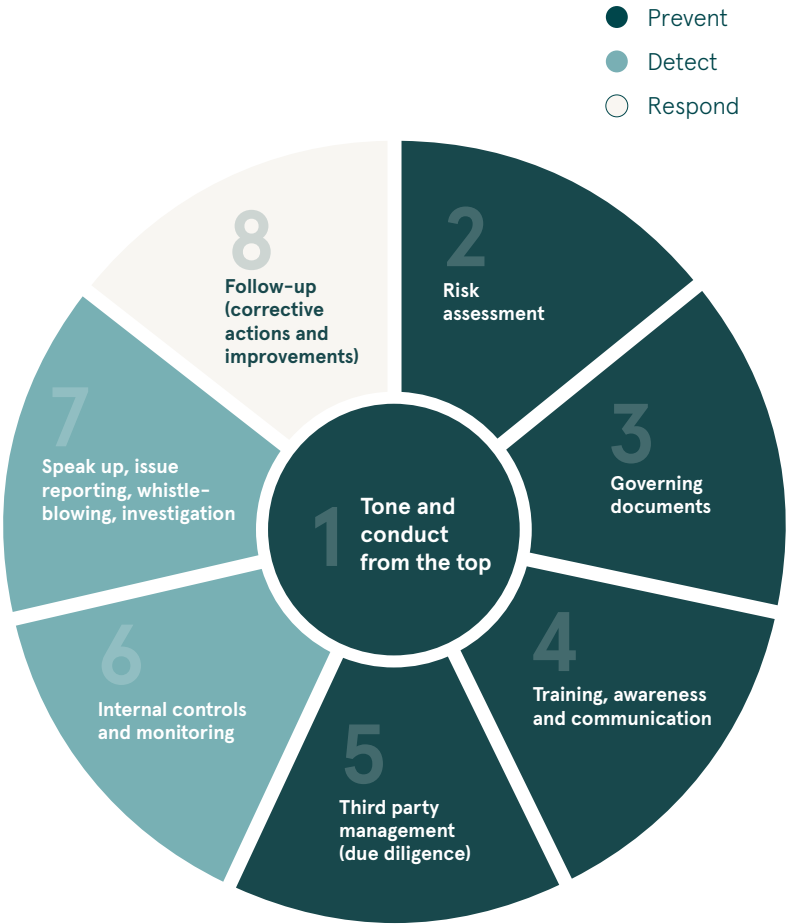 Prevent
Detect
Respond
8
Follow-up
(corrective
actions and
improvements)
2
Risk
assessment
3
Governing
documents
7
Speak up, issue
reporting, whistle-
blowing, investigation
1
Tone and
conduct
from the top
4
Training, awareness
and communication
6
Internal controls
and monitoring
5
Third party
management
(due diligence)